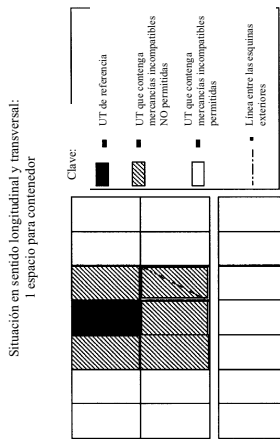 Situación en sentido longitudinal y transversal:
1 espacio para contenedor
Clave:
UT de referencia
UT que contenga
mercancías incompatibles
NO permitidas
UT que contenga
mercancías incompatibles
permitidas
Línea entre las esquinas
exteriores